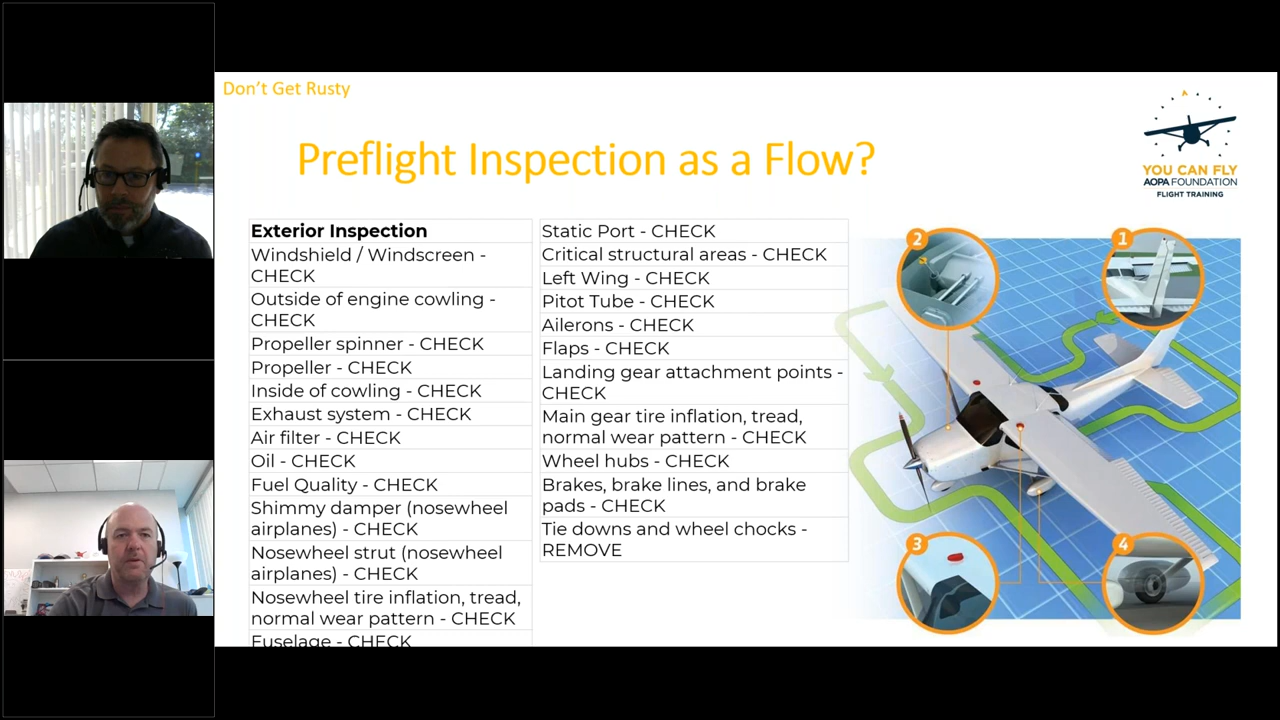 Don't Get Rusty
Preflight Inspection as a Flow?
YOU CAN FLY
AOPA FOUNDATION
FLIGHT TRAINING
Exterior Inspection
Windshield / Windscreen -
CHECK
Outside of engine cowling -
CHECK
Propeller spinner - CHECK
Propeller - CHECK
Inside of cowling - CHECK
Exhaust system - CHECK
Air filter - CHECK
Oil - CHECK
Fuel Quality - CHECK
Shimmy damper (nosewheel
airplanes) - CHECK
Nosewheel strut (nosewheel
airplanes) - CHECK
Nosewheel tire inflation, tread,
normal wear pattern - CHECK
Fuselage - CHECK
Static Port - CHECK
Critical structural areas - CHECK
Left Wing - CHECK
Pitot Tube - CHECK
Ailerons - CHECK
Flaps - CHECK
Landing gear attachment points -
CHECK
Main gear tire inflation, tread,
normal wear pattern - CHECK
Wheel hubs - CHECK
Brakes, brake lines, and brake
pads - CHECK
Tie downs and wheel chocks -
REMOVE
2
1
3
4